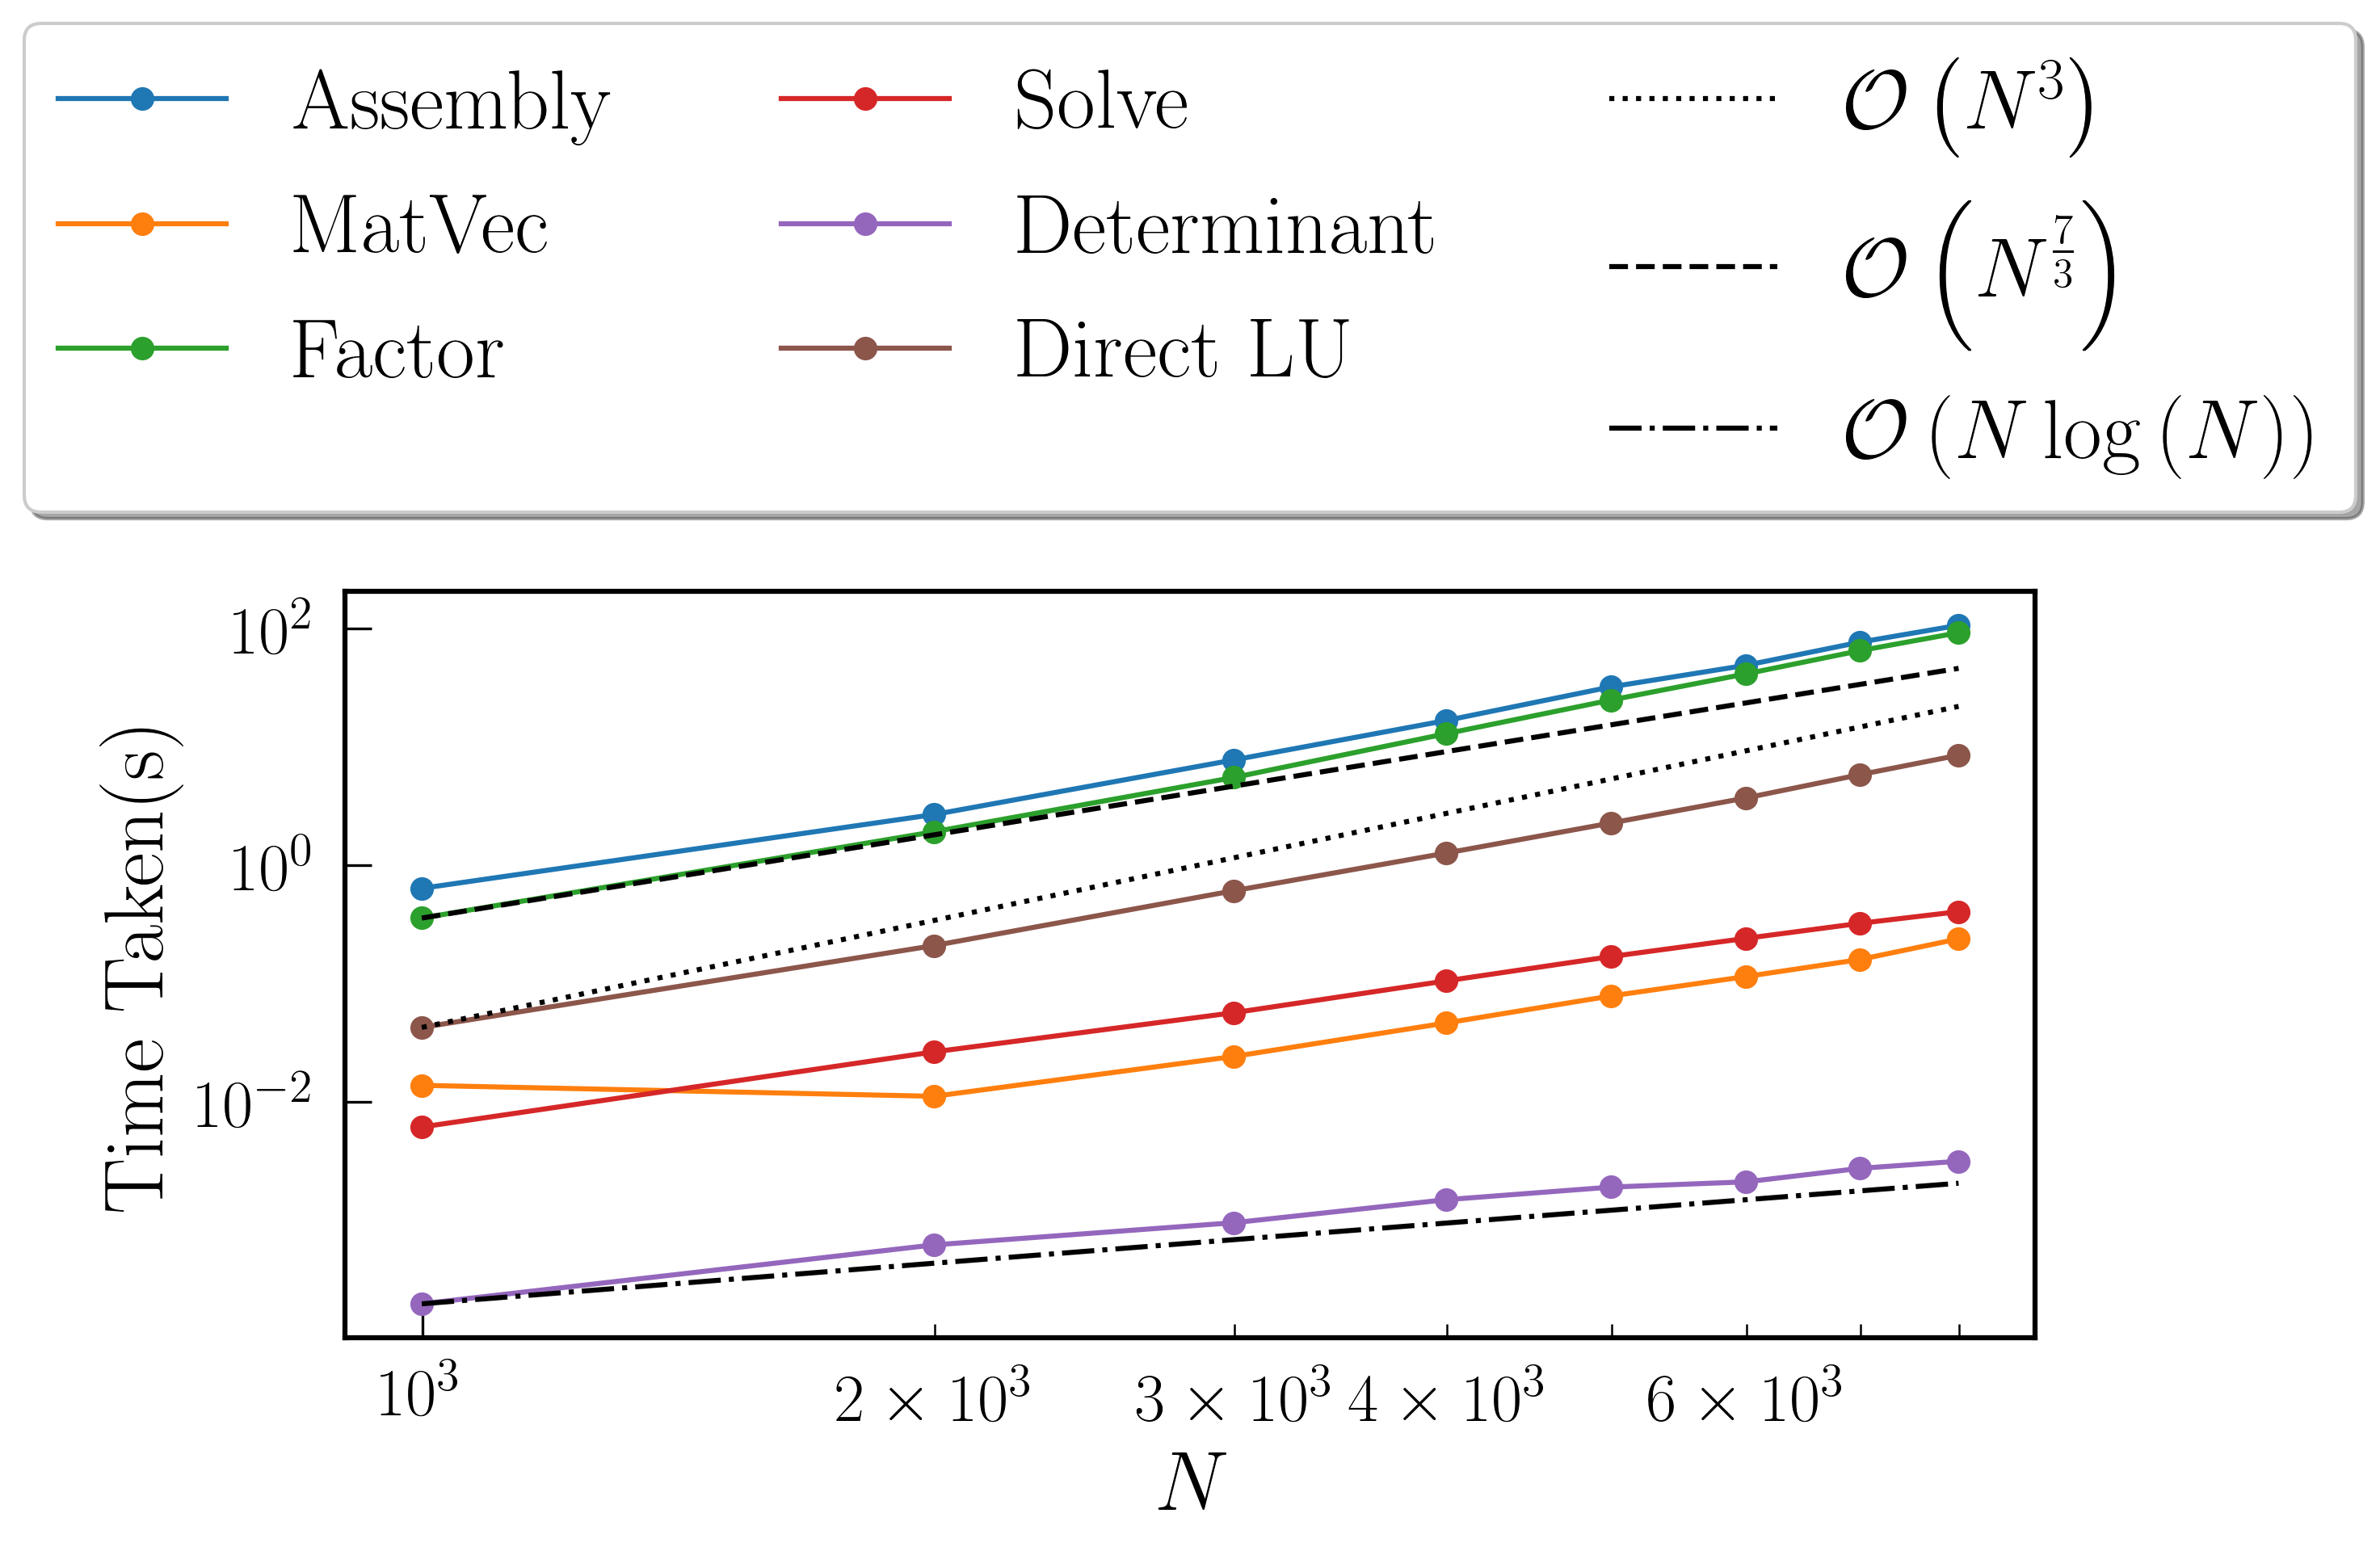 Assembly
MatVec
Factor
Solve
Determinant
Direct LU
𝒪(N³)
𝒪(N^{7/3})
𝒪(N log(N))
Time Taken(s)
10²
10⁰
10⁻²
10³
2 × 10³
3 × 10³
4 × 10³
6 × 10³
N